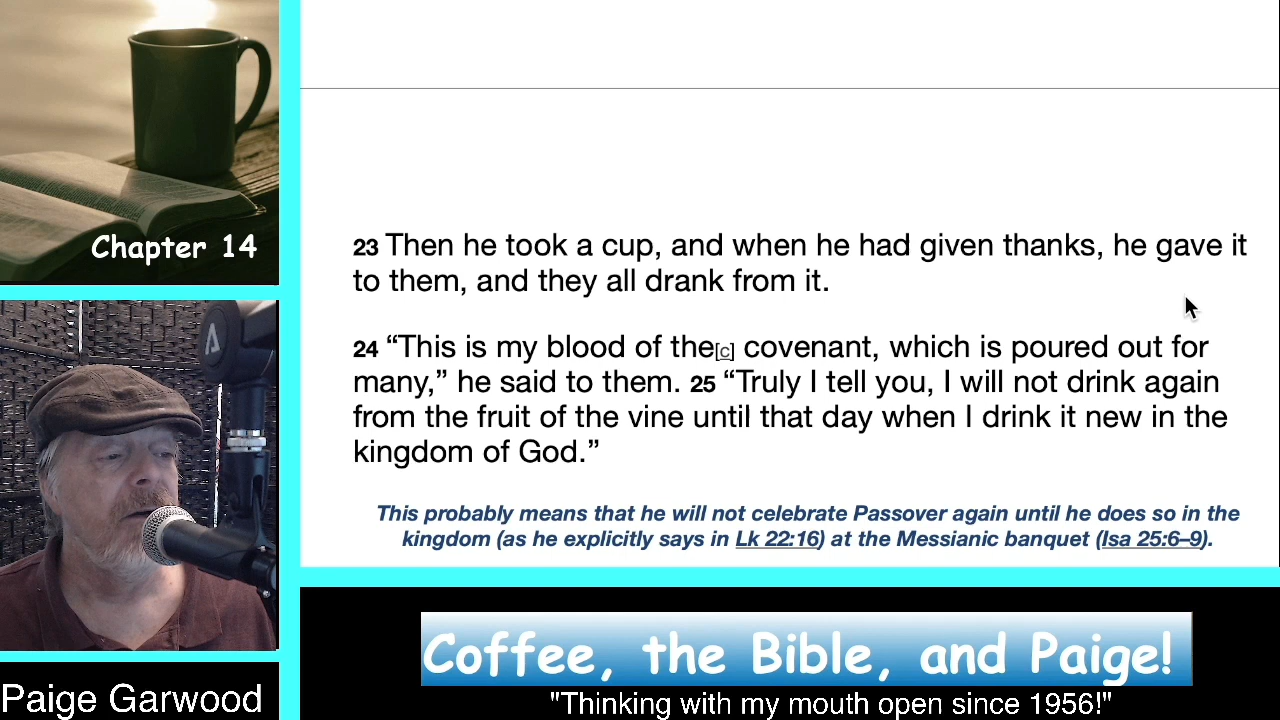 Chapter 14
23 Then he took a cup, and when he had given thanks, he gave it
to them, and they all drank from it.
24 “This is my blood of the[c] covenant, which is poured out for
many,” he said to them. 25 “Truly I tell you, I will not drink again
from the fruit of the vine until that day when I drink it new in the
kingdom of God.”
This probably means that he will not celebrate Passover again until he does so in the
kingdom (as he explicitly says in Lk 22:16) at the Messianic banquet (Isa 25:6–9).
Paige Garwood
Coffee, the Bible, and Paige!
"Thinking with my mouth open since 1956!"